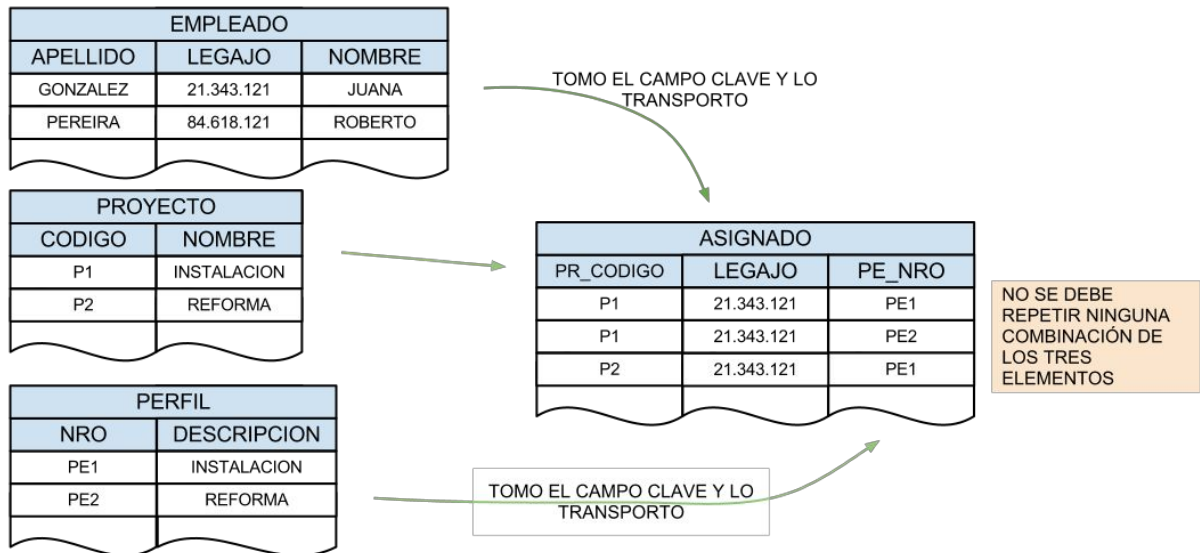 EMPLEADO
APELLIDO LEGAJO NOMBRE
GONZALEZ 21.343.121 JUANA
PEREIRA 84.618.121 ROBERTO
TOMO EL CAMPO CLAVE Y LO
TRANSPORTO
PROYECTO
CODIGO NOMBRE
P1 INSTALACION
P2 REFORMA
ASIGNADO
PR_CODIGO LEGAJO PE_NRO
P1 21.343.121 PE1
P1 21.343.121 PE2
P2 21.343.121 PE1
NO SE DEBE
REPETIR NINGUNA
COMBINACIÓN DE
LOS TRES
ELEMENTOS
PERFIL
NRO DESCRIPCION
PE1 INSTALACION
PE2 REFORMA
TOMO EL CAMPO CLAVE Y LO
TRANSPORTO